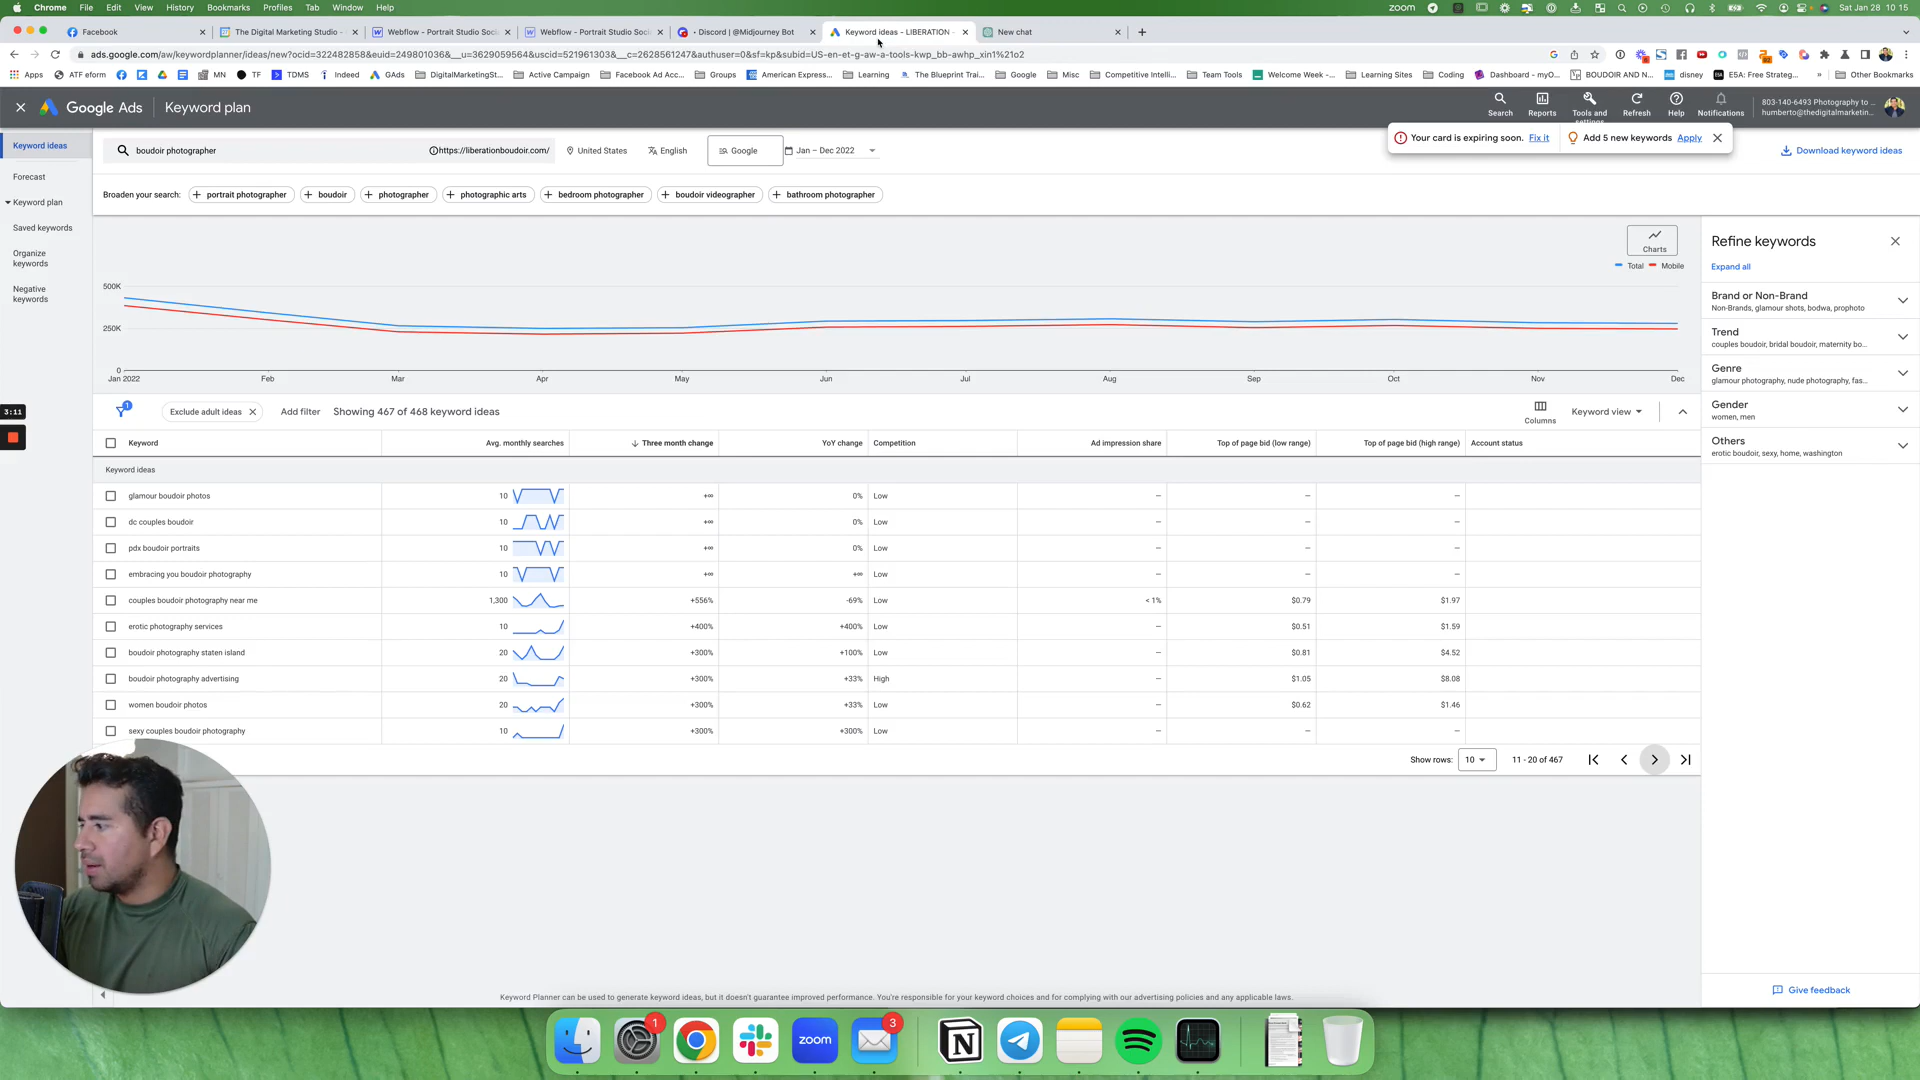 Chrome File Edit View History Bookmarks Profiles Tab Window Help zoom Sat Jan 28 10 15
Facebook The Digital Marketing Studio - Webflow - Portrait Studio Soci Webflow - Portrait Studio Soci • Discord | @Midjourney Bot Keyword ideas - LIBERATION - New chat
ads.google.com/aw/keywordplanner/ideas/new?ocid=322482858&euid=249801036&__u=3629059564&uscid=521961303&__c=2628561247&authuser=0&sf=kp&subid=US-en-et-g-aw-a-tools-kwp_bb-awhp_xin1%21o2
Apps ATF eform MN TF TDMS Indeed GAds DigitalMarketingSt... Active Campaign Facebook Ad Acc... Groups American Express... Learning The Blueprint Trai... Google Misc Competitive Intelli... Team Tools Welcome Week -... Learning Sites Coding Dashboard - myO... BOUDOIR AND N... disney E5A: Free Strateg... » Other Bookmarks
Google Ads Keyword plan
Search Reports Tools and settings Refresh Help Notifications
803-140-6493 Photography to ...
humberto@thedigitalmarketin...
Your card is expiring soon. Fix it Add 5 new keywords Apply
Keyword ideas
Forecast
Keyword plan
Saved keywords
Organize
keywords
Negative
keywords
boudoir photographer https://liberationboudoir.com/ United States English Google Jan – Dec 2022 Download keyword ideas
Broaden your search: portrait photographer boudoir photographer photographic arts bedroom photographer boudoir videographer bathroom photographer
Charts
Total Mobile
500K
250K
0
Jan 2022 Feb Mar Apr May Jun Jul Aug Sep Oct Nov Dec
1 Exclude adult ideas Add filter Showing 467 of 468 keyword ideas Columns Keyword view
Keyword Avg. monthly searches Three month change YoY change Competition Ad impression share Top of page bid (low range) Top of page bid (high range) Account status
Keyword ideas
glamour boudoir photos 10 +∞ 0% Low – – –
dc couples boudoir 10 +∞ 0% Low – – –
pdx boudoir portraits 10 +∞ 0% Low – – –
embracing you boudoir photography 10 +∞ +∞ Low – – –
couples boudoir photography near me 1,300 +556% -69% Low < 1% $0.79 $1.97
erotic photography services 10 +400% +400% Low – $0.51 $1.59
boudoir photography staten island 20 +300% +100% Low – $0.81 $4.52
boudoir photography advertising 20 +300% +33% High – $1.05 $8.08
women boudoir photos 20 +300% +33% Low – $0.62 $1.46
sexy couples boudoir photography 10 +300% +300% Low – – –
Show rows: 10 11 - 20 of 467
Refine keywords
Expand all
Brand or Non-Brand
Non-Brands, glamour shots, bodwa, prophoto
Trend
couples boudoir, bridal boudoir, maternity bo...
Genre
glamour photography, nude photography, fas...
Gender
women, men
Others
erotic boudoir, sexy, home, washington
Give feedback
3:11
Keyword Planner can be used to generate keyword ideas, but it doesn't guarantee improved performance. You're responsible for your keyword choices and for complying with our advertising policies and any applicable laws.
1 zoom 3